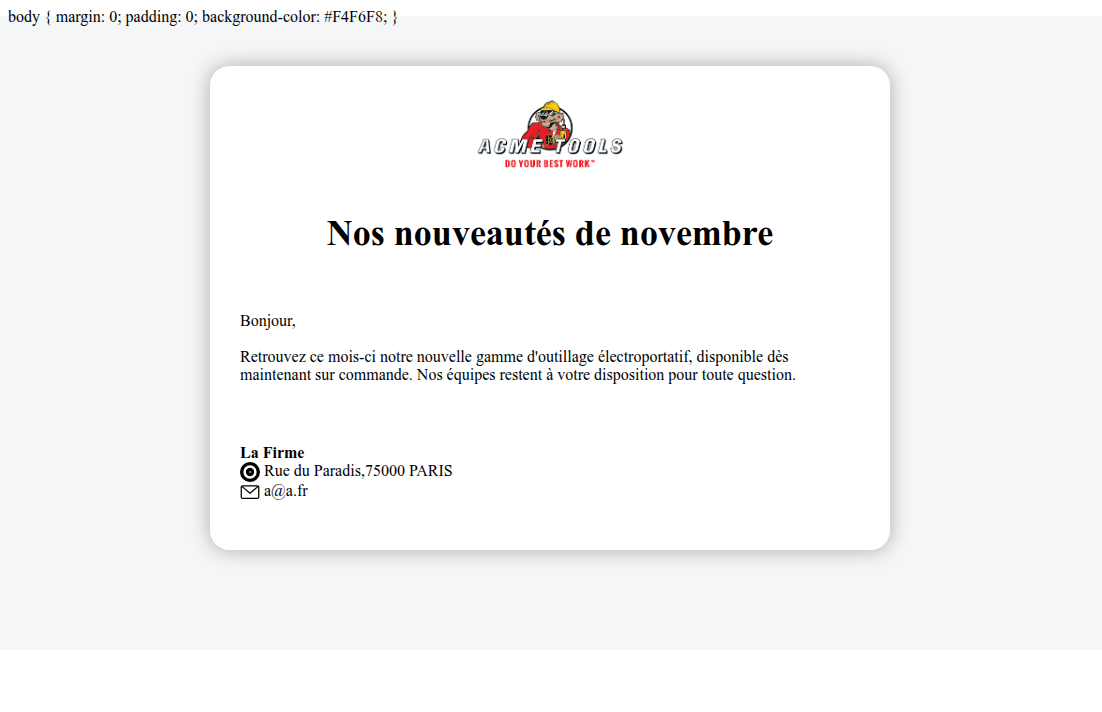 body { margin: 0; padding: 0; background-color: #F4F6F8; }
ACME TOOLS
DO YOUR BEST WORK™
Nos nouveautés de novembre
Bonjour,
Retrouvez ce mois-ci notre nouvelle gamme d'outillage électroportatif, disponible dès
maintenant sur commande. Nos équipes restent à votre disposition pour toute question.
La Firme
Rue du Paradis,75000 PARIS
a@a.fr